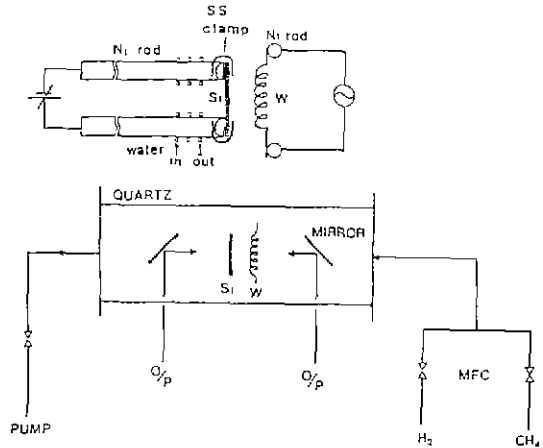 SS
clamp
Ni rod
Ni rod
Si
W
water
in out
QUARTZ
MIRROR
Si
W
O/P
O/P
MFC
PUMP
H2
CH4